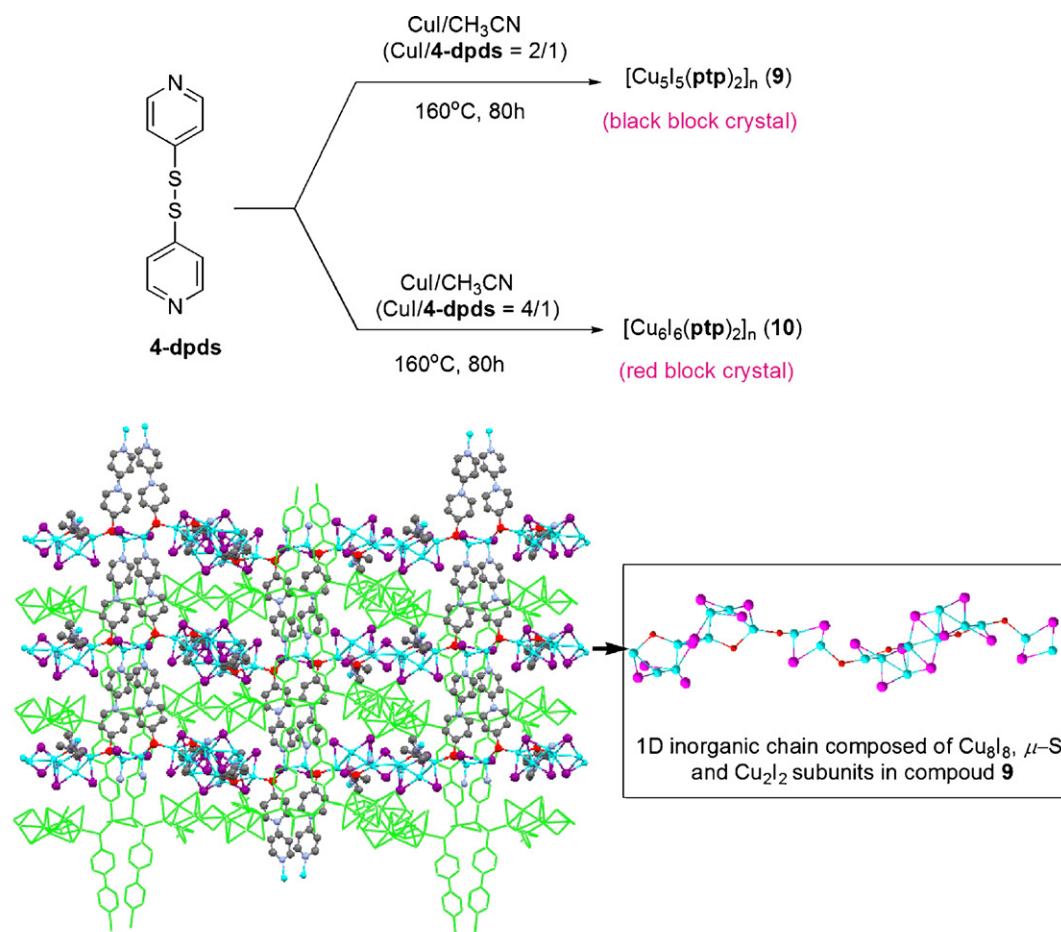 CuI/CH₃CN
(CuI/4-dpds = 2/1)
160°C, 80h
[Cu₅I₅(ptp)₂]ₙ (9)
(black block crystal)
N
S
S
N
4-dpds
CuI/CH₃CN
(CuI/4-dpds = 4/1)
160°C, 80h
[Cu₆I₆(ptp)₂]ₙ (10)
(red block crystal)
1D inorganic chain composed of Cu₈I₈, μ–S
and Cu₂I₂ subunits in compoud 9